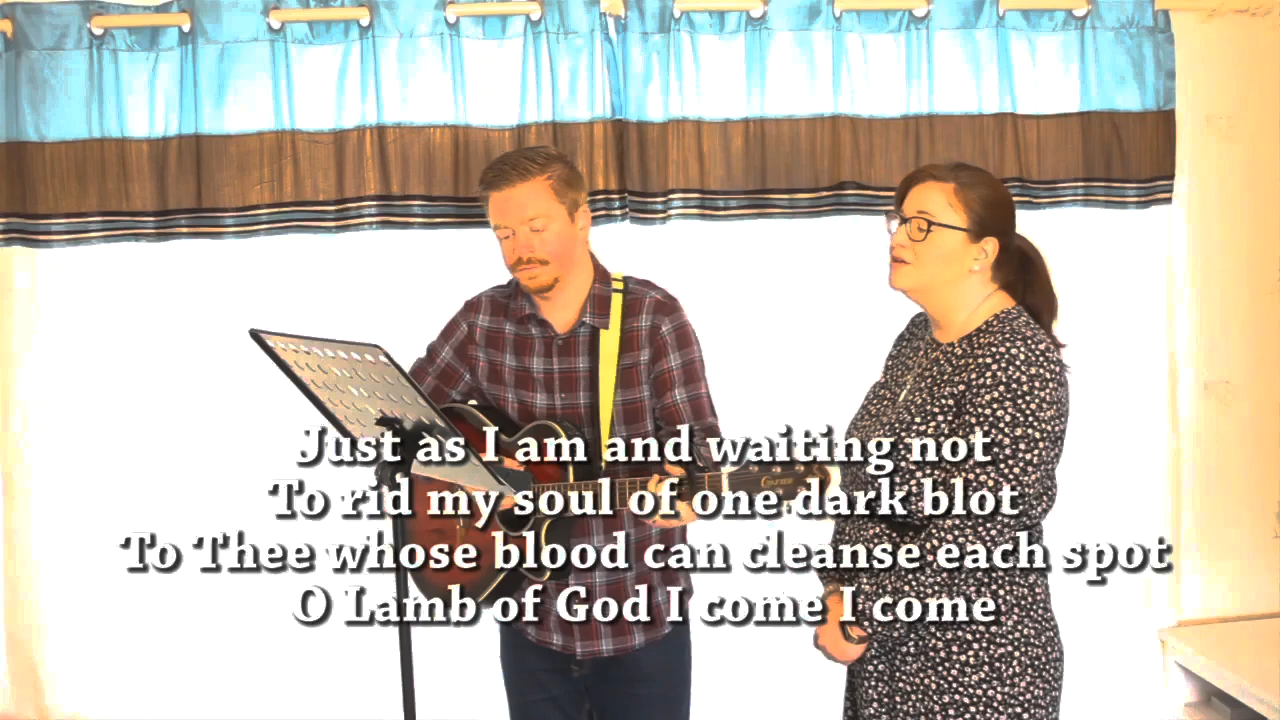 Just as I am and waiting not
To rid my soul of one dark blot
To Thee whose blood can cleanse each spot
O Lamb of God I come I come